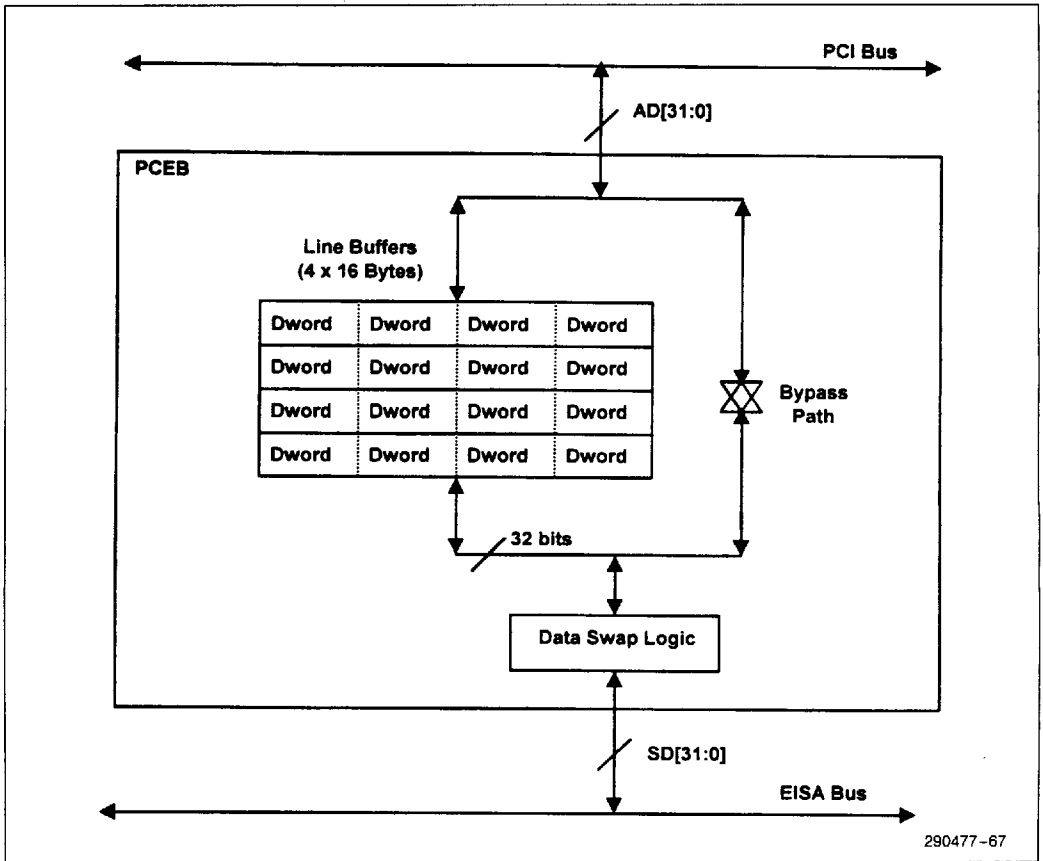 PCI Bus
AD[31:0]
PCEB
Line Buffers
(4 x 16 Bytes)
Dword Dword Dword Dword
Dword Dword Dword Dword
Dword Dword Dword Dword
Dword Dword Dword Dword
Bypass
Path
32 bits
Data Swap Logic
SD[31:0]
EISA Bus
290477-67